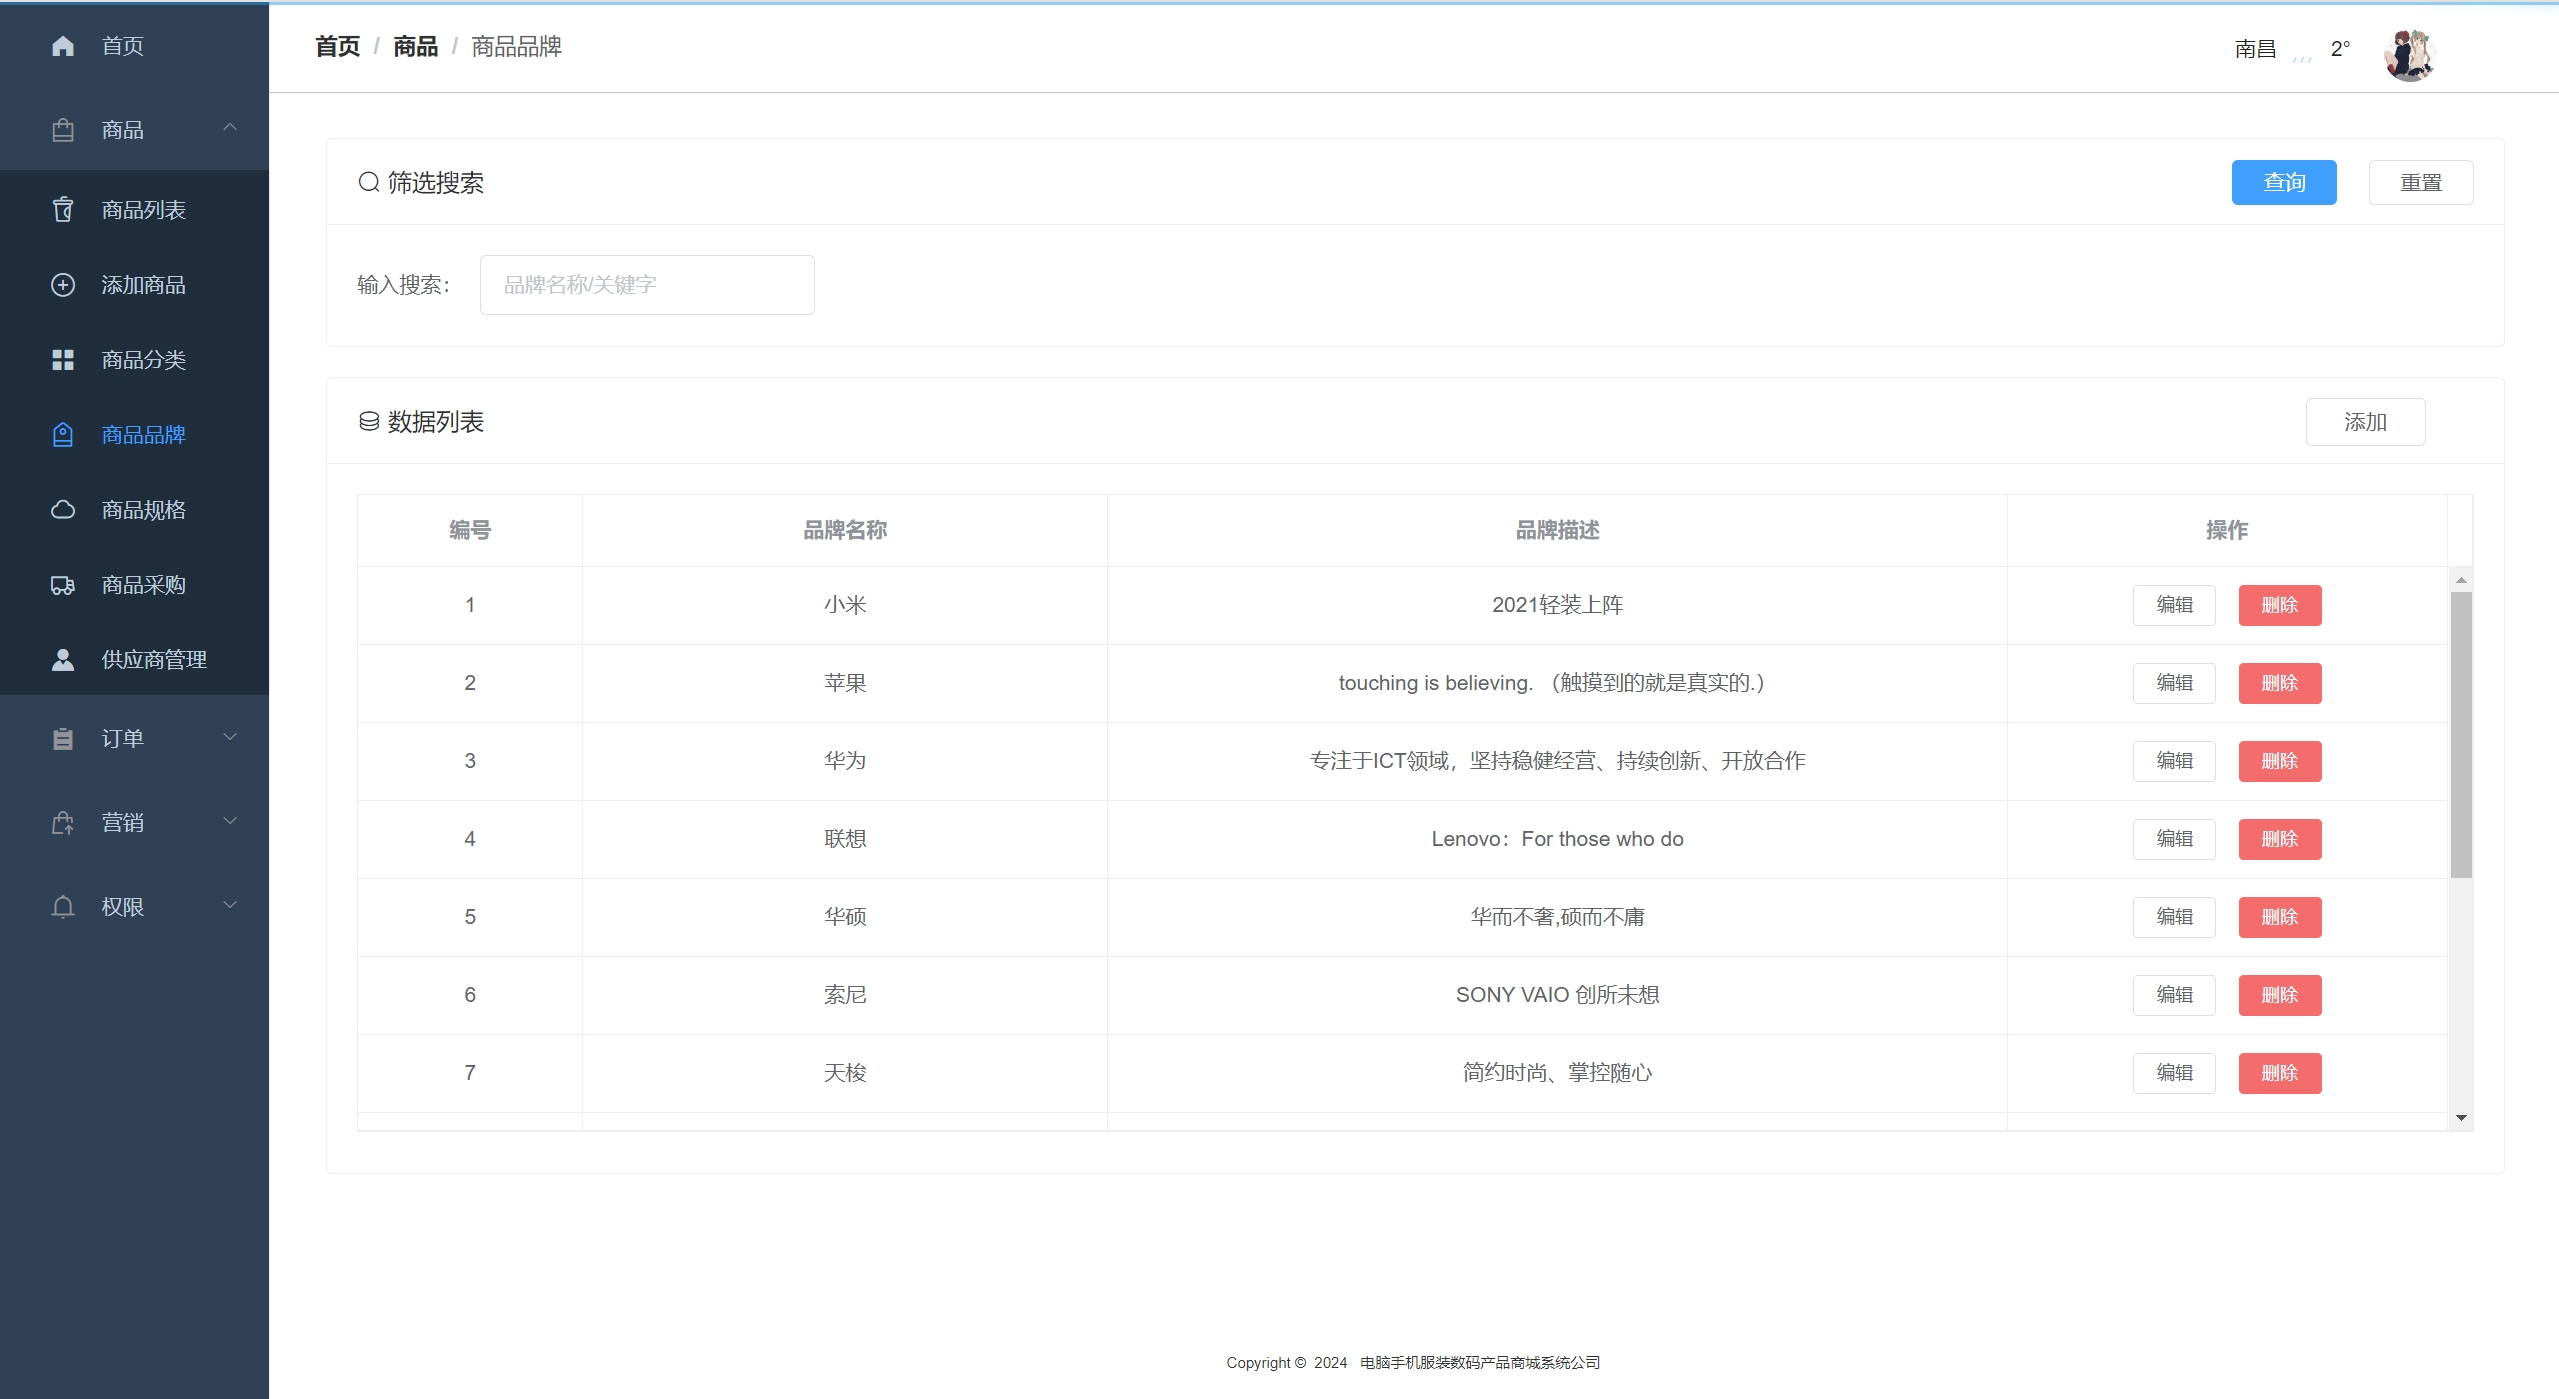 首页
商品
商品列表
添加商品
商品分类
商品品牌
商品规格
商品采购
供应商管理
订单
营销
权限
首页 / 商品 / 商品品牌
南昌 2°
筛选搜索 查询 重置
输入搜索： 品牌名称/关键字
数据列表 添加
编号 品牌名称 品牌描述 操作
1 小米 2021轻装上阵 编辑 删除
2 苹果 touching is believing. （触摸到的就是真实的.） 编辑 删除
3 华为 专注于ICT领域，坚持稳健经营、持续创新、开放合作 编辑 删除
4 联想 Lenovo：For those who do 编辑 删除
5 华硕 华而不奢,硕而不庸 编辑 删除
6 索尼 SONY VAIO 创所未想 编辑 删除
7 天梭 简约时尚、掌控随心 编辑 删除
Copyright © 2024 电脑手机服装数码产品商城系统公司